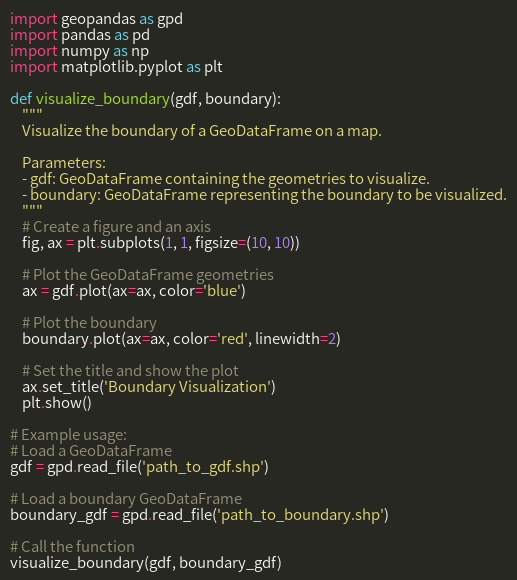 import geopandas as gpd
import pandas as pd
import numpy as np
import matplotlib.pyplot as plt

def visualize_boundary(gdf, boundary):
    """
    Visualize the boundary of a GeoDataFrame on a map.

    Parameters:
    - gdf: GeoDataFrame containing the geometries to visualize.
    - boundary: GeoDataFrame representing the boundary to be visualized.
    """
    # Create a figure and an axis
    fig, ax = plt.subplots(1, 1, figsize=(10, 10))

    # Plot the GeoDataFrame geometries
    ax = gdf.plot(ax=ax, color='blue')

    # Plot the boundary
    boundary.plot(ax=ax, color='red', linewidth=2)

    # Set the title and show the plot
    ax.set_title('Boundary Visualization')
    plt.show()

# Example usage:
# Load a GeoDataFrame
gdf = gpd.read_file('path_to_gdf.shp')

# Load a boundary GeoDataFrame
boundary_gdf = gpd.read_file('path_to_boundary.shp')

# Call the function
visualize_boundary(gdf, boundary_gdf)